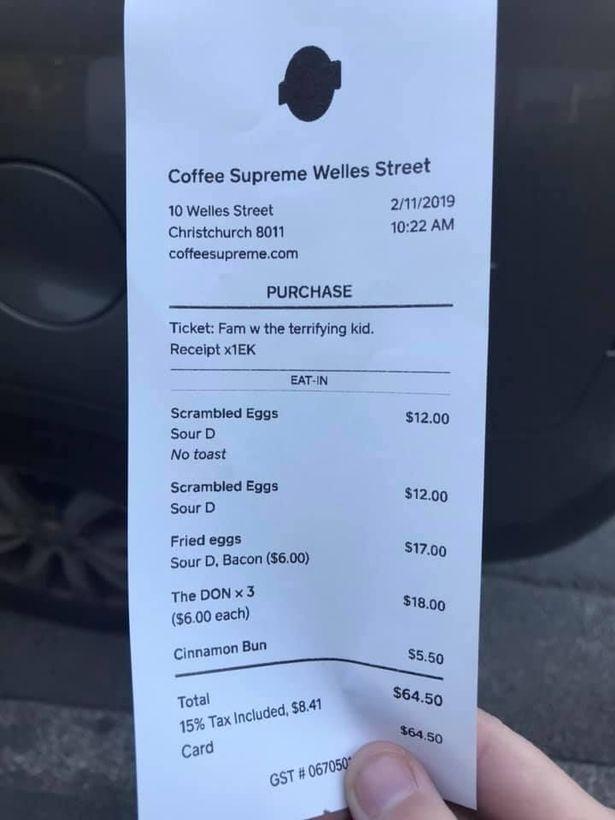 Coffee Supreme Welles Street
10 Welles Street 2/11/2019
Christchurch 8011 10:22 AM
coffeesupreme.com
PURCHASE
Ticket: Fam w the terrifying kid.
Receipt x1EK
EAT-IN
Scrambled Eggs $12.00
Sour D
No toast
Scrambled Eggs $12.00
Sour D
Fried eggs $17.00
Sour D, Bacon ($6.00)
The DON x 3 $18.00
($6.00 each)
Cinnamon Bun $5.50
Total $64.50
15% Tax Included, $8.41
Card $64.50
GST # 067050